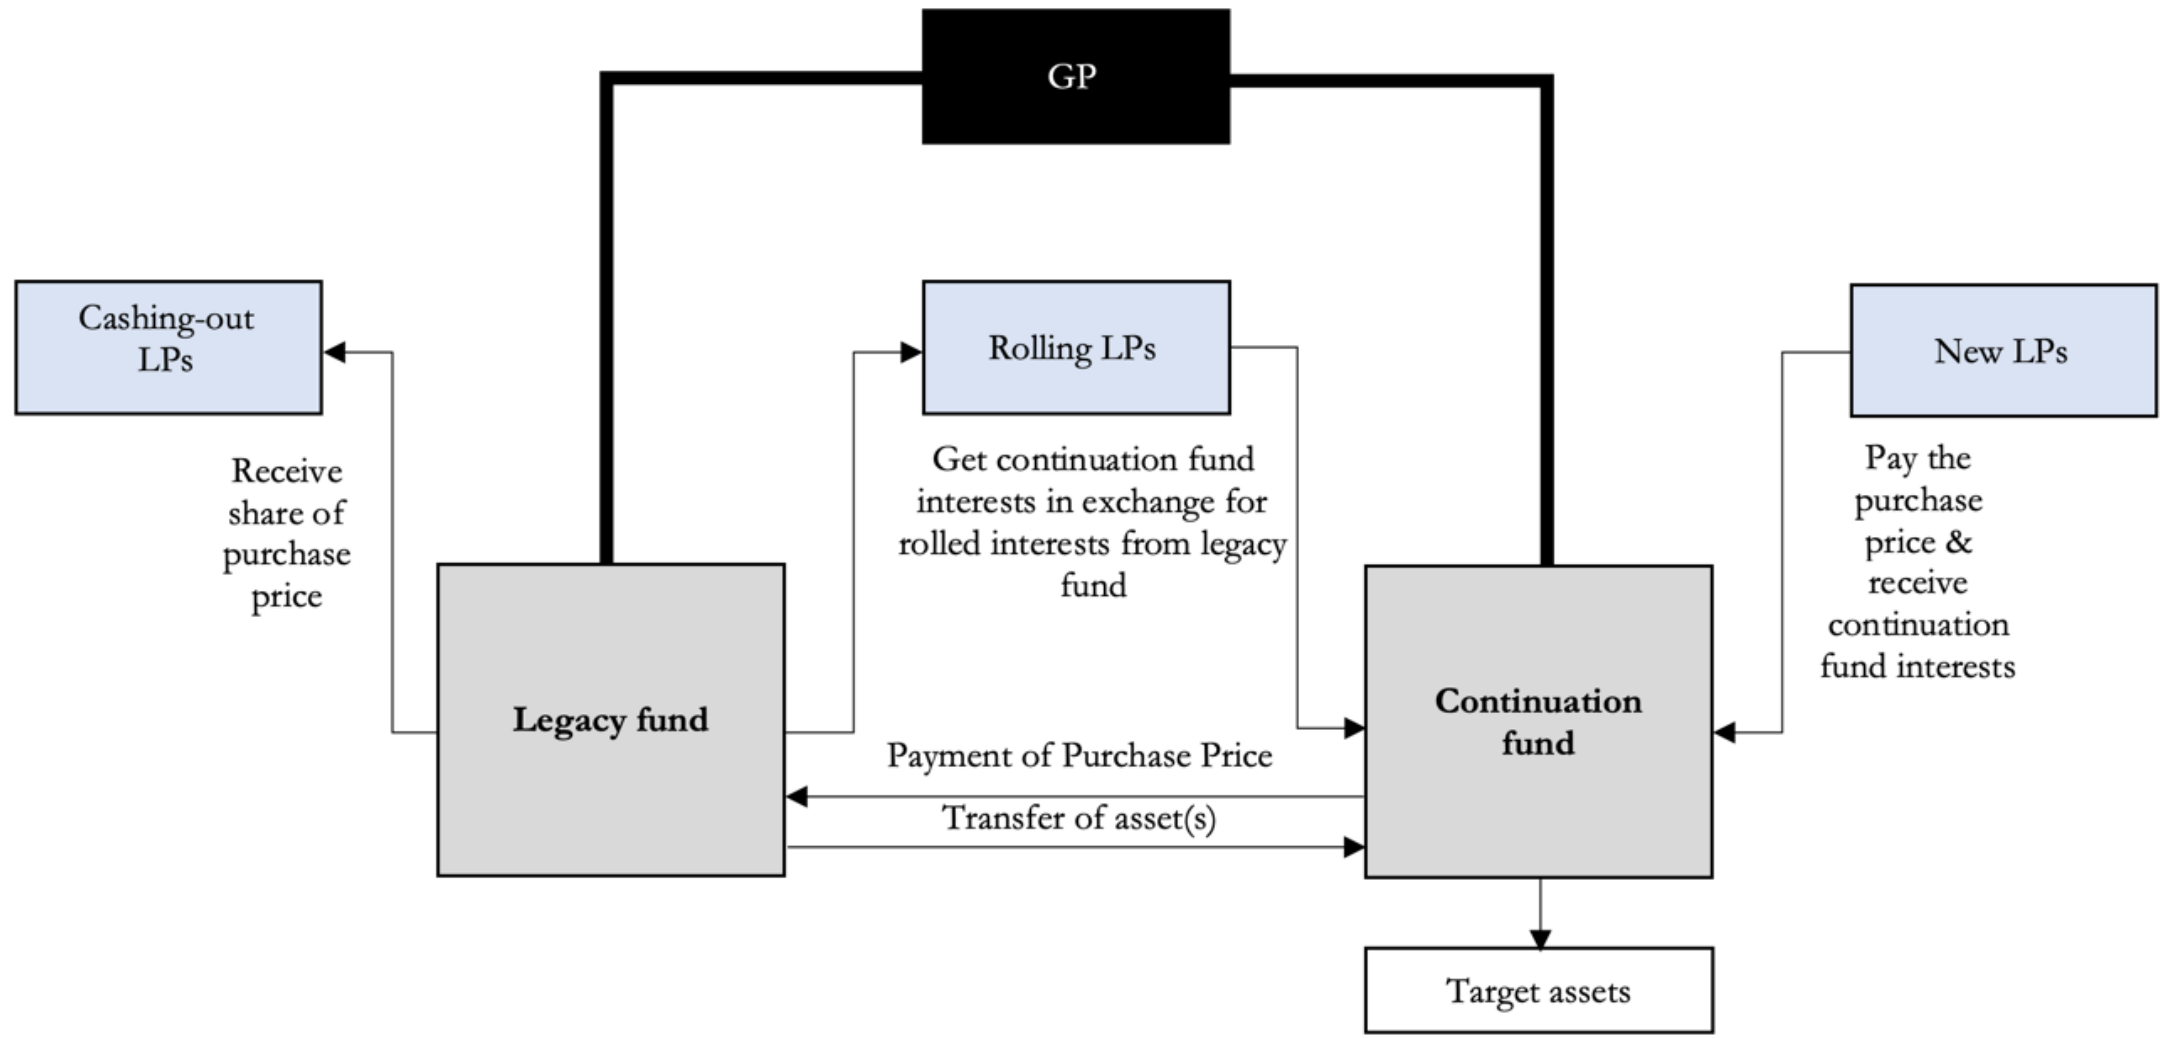 GP
Cashing-out
LPs
Rolling LPs
New LPs
Receive
share of
purchase
price
Get continuation fund
interests in exchange for
rolled interests from legacy
fund
Pay the
purchase
price &
receive
continuation
fund interests
Legacy fund
Continuation
fund
Payment of Purchase Price
Transfer of asset(s)
Target assets